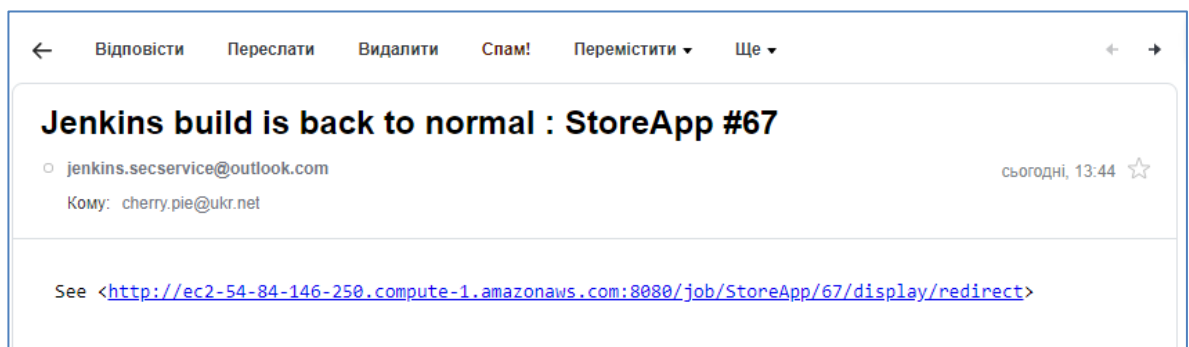 Відповісти Переслати Видалити Спам! Перемістити Ще
Jenkins build is back to normal : StoreApp #67
jenkins.secservice@outlook.com сьогодні, 13:44
Кому: cherry.pie@ukr.net
See <http://ec2-54-84-146-250.compute-1.amazonaws.com:8080/job/StoreApp/67/display/redirect>